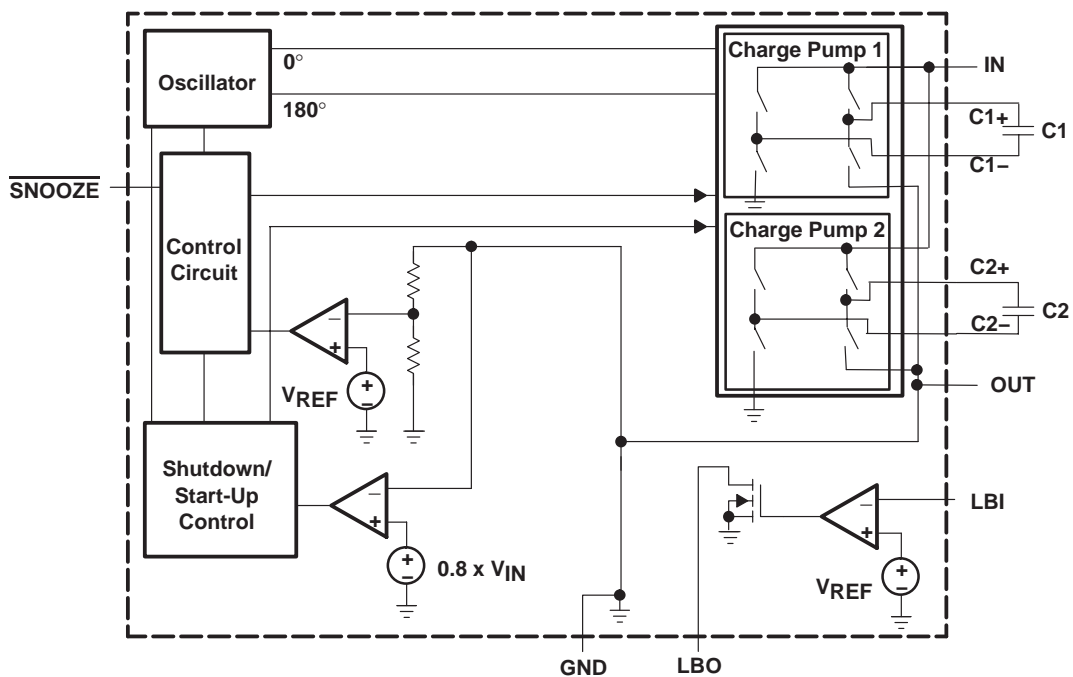 Oscillator
0°
180°
Charge Pump 1
IN
C1+
C1
C1–
SNOOZE
Control
Circuit
Charge Pump 2
C2+
C2
C2–
OUT
–
+
+
–
VREF
Shutdown/
Start-Up
Control
–
+
+
–
0.8 x VIN
–
+
LBI
+
–
VREF
GND
LBO